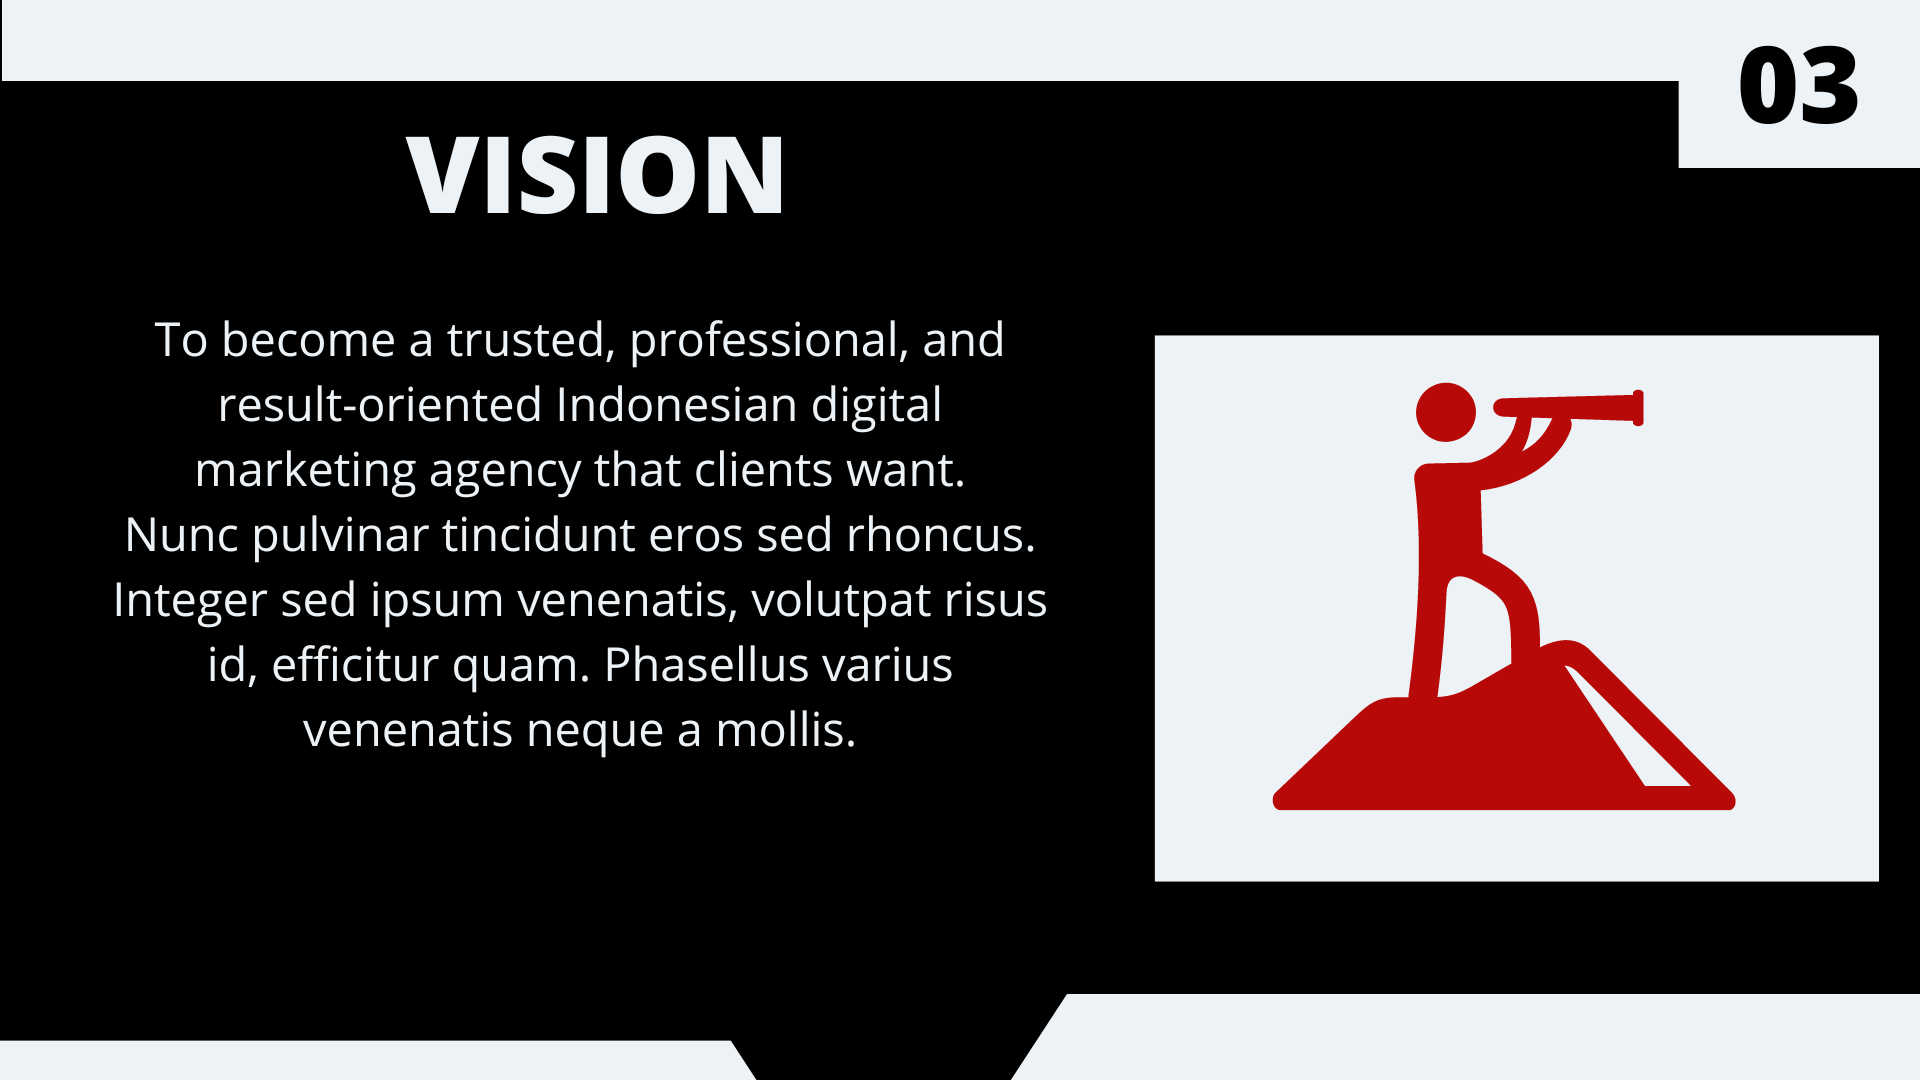 03
VISION
To become a trusted, professional, and
result-oriented Indonesian digital
marketing agency that clients want.
Nunc pulvinar tincidunt eros sed rhoncus.
Integer sed ipsum venenatis, volutpat risus
id, efficitur quam. Phasellus varius
venenatis neque a mollis.